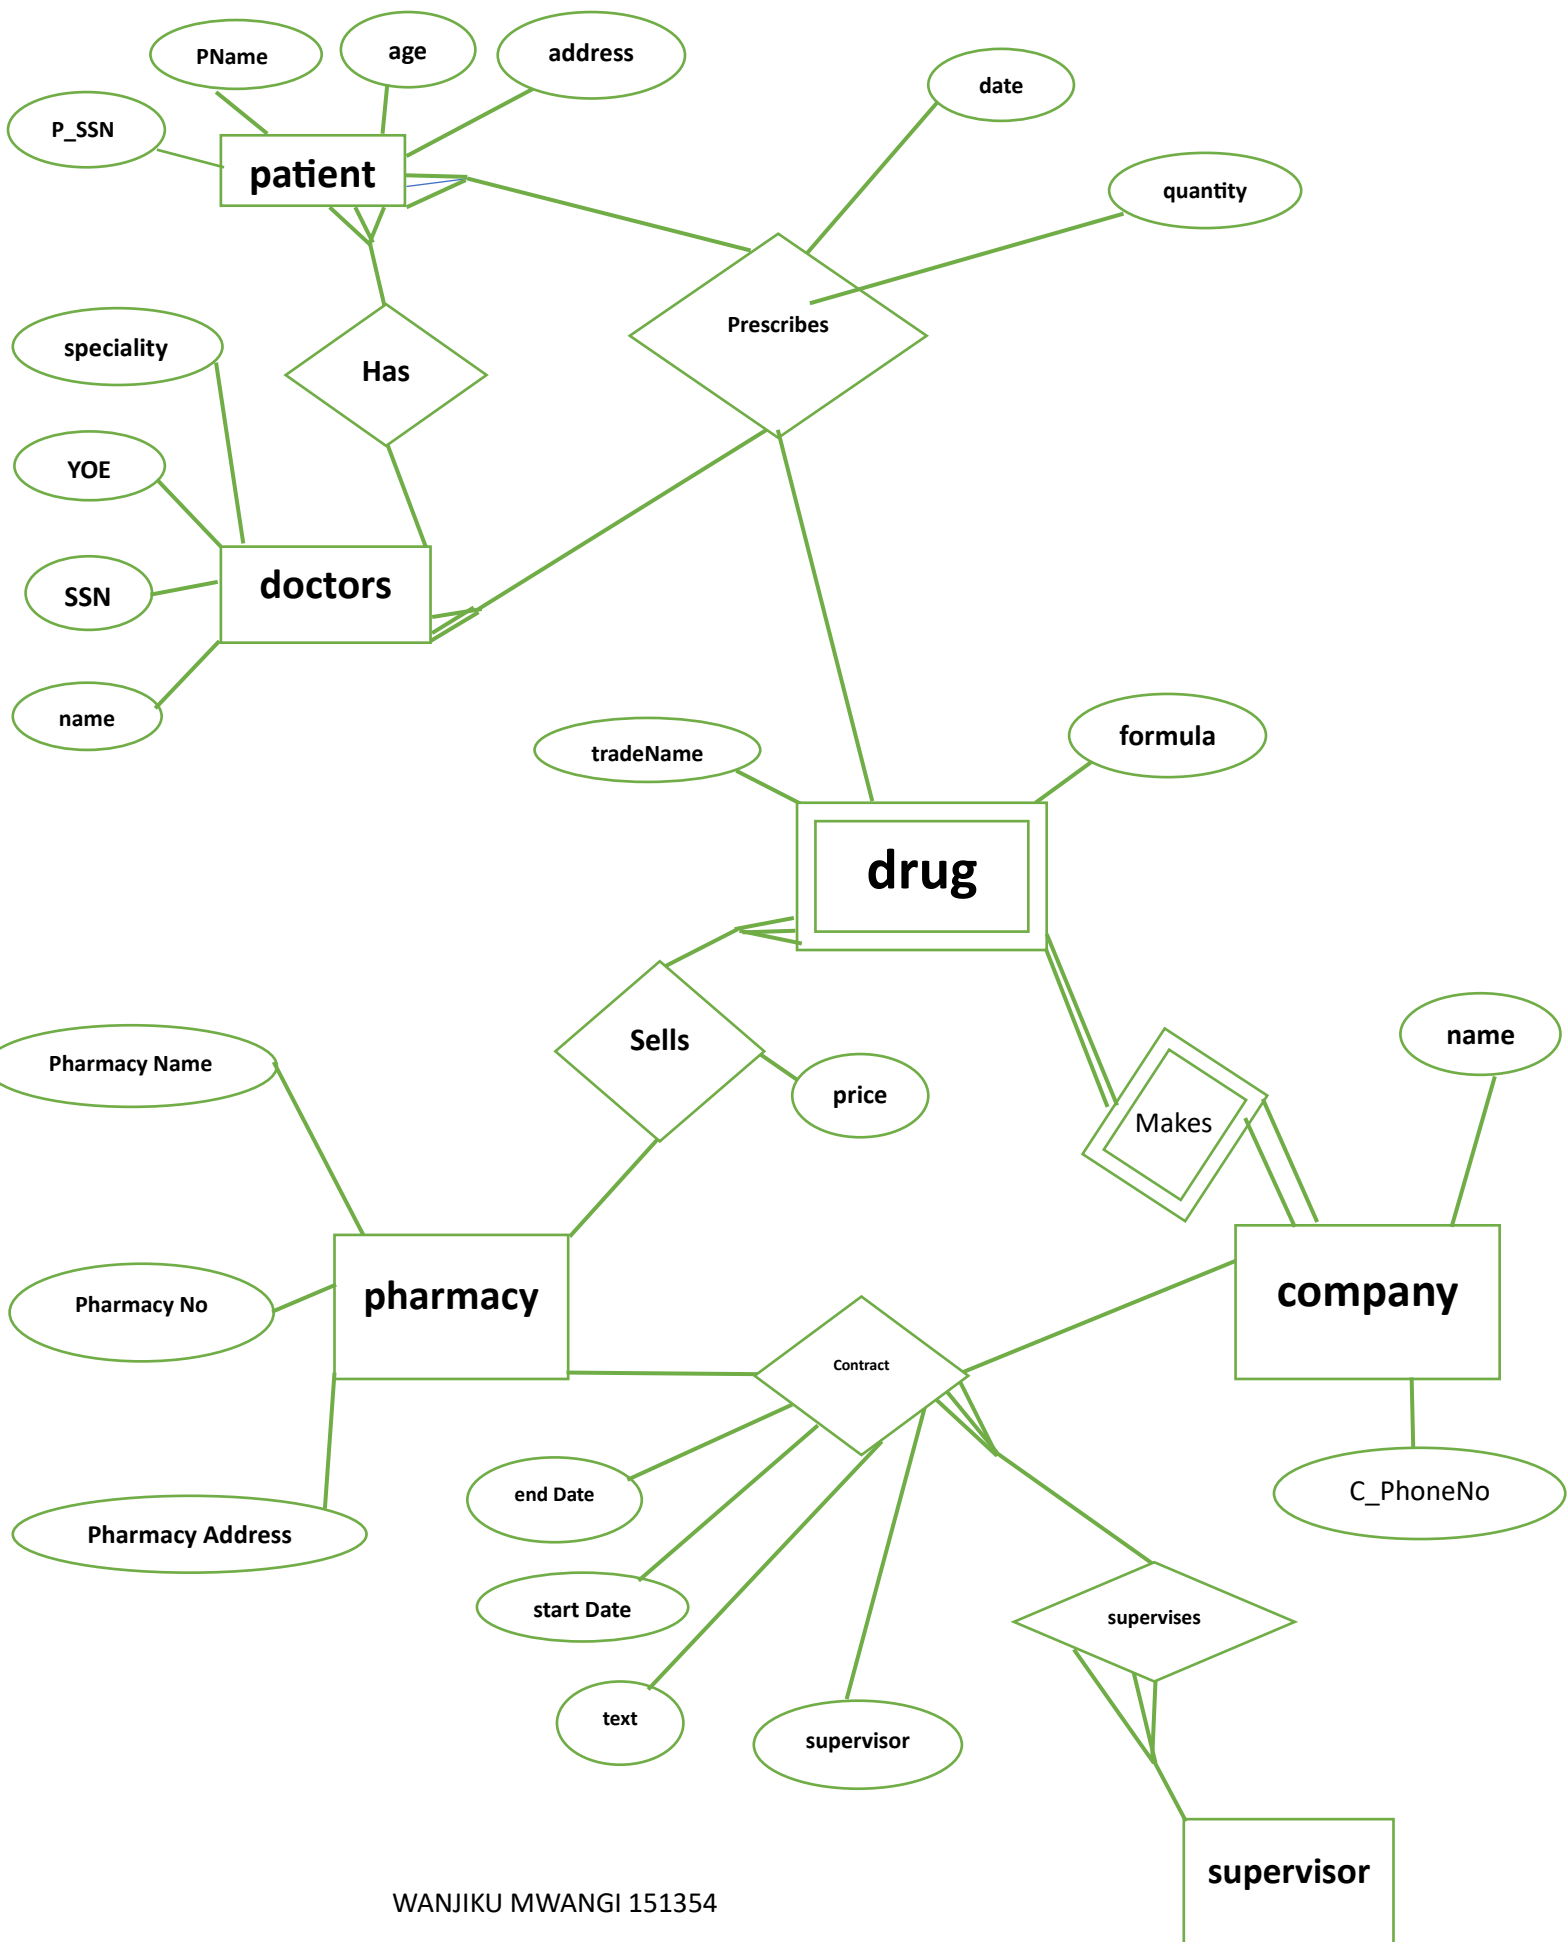 PName
age
address
date
P_SSN
patient
quantity
Prescribes
speciality
Has
YOE
doctors
SSN
name
tradeName
formula
drug
Sells
name
Pharmacy Name
price
Makes
Pharmacy No
pharmacy
company
Contract
end Date
C_PhoneNo
Pharmacy Address
start Date
supervises
text
supervisor
supervisor
WANJIKU MWANGI 151354